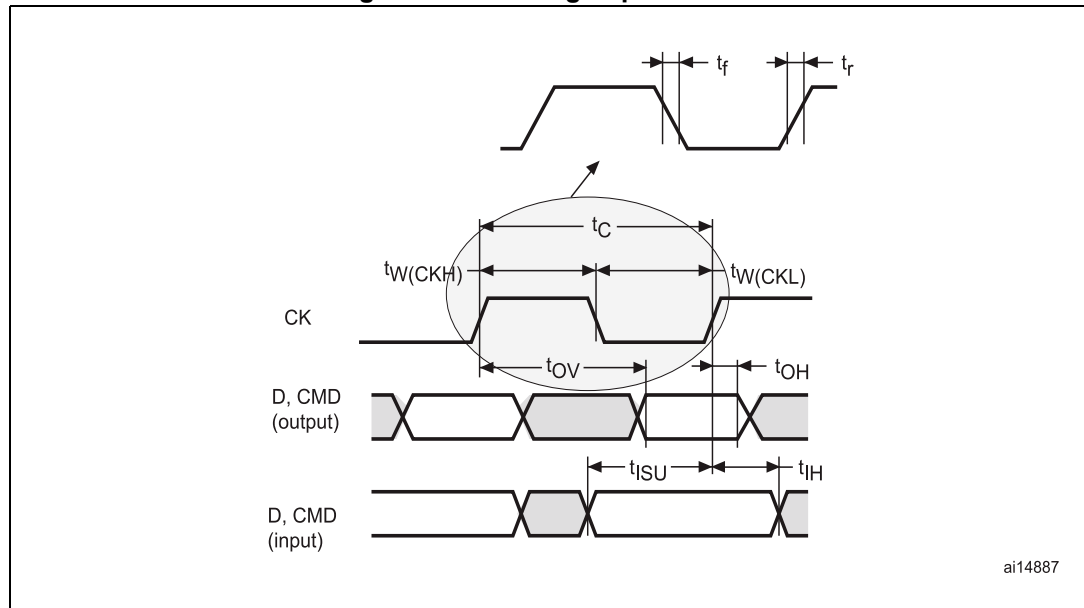 tf
tr
tC
tW(CKH)
tW(CKL)
CK
tOV
tOH
D, CMD
(output)
tISU
tIH
D, CMD
(input)
ai14887